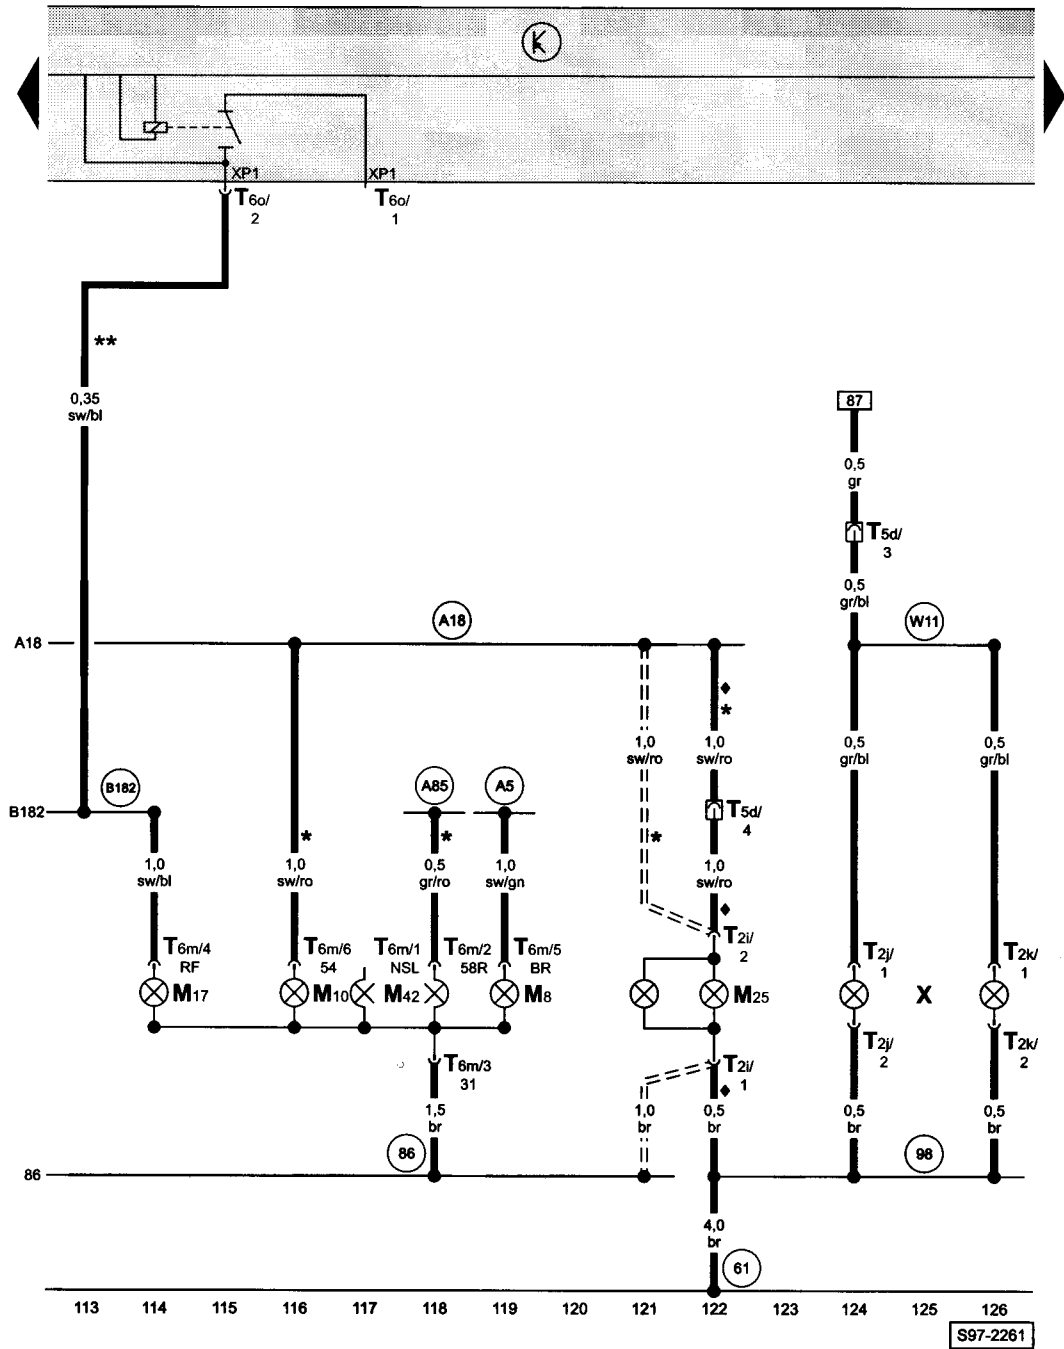 K
XP1
XP1
T6o/
2
T6o/
1
**
0,35
sw/bl
87
0,5
gr
T5d/
3
0,5
gr/bl
A18
A18
W11
♦
*
1,0
sw/ro
1,0
sw/ro
0,5
gr/bl
0,5
gr/bl
B182
B182
A85
A5
T5d/
4
*
*
*
1,0
sw/bl
1,0
sw/ro
0,5
gr/ro
1,0
sw/gn
1,0
sw/ro
♦
T6m/4
RF
T6m/6
54
T6m/1
NSL
T6m/2
58R
T6m/5
BR
T2i/
2
T2j/
1
T2k/
1
M17
M10
M42
M8
M25
X
T6m/3
31
T2i/
1
♦
T2j/
2
T2k/
2
1,5
br
1,0
br
0,5
br
0,5
br
0,5
br
86
86
98
4,0
br
61
113 114 115 116 117 118 119 120 121 122 123 124 125 126
S97-2261